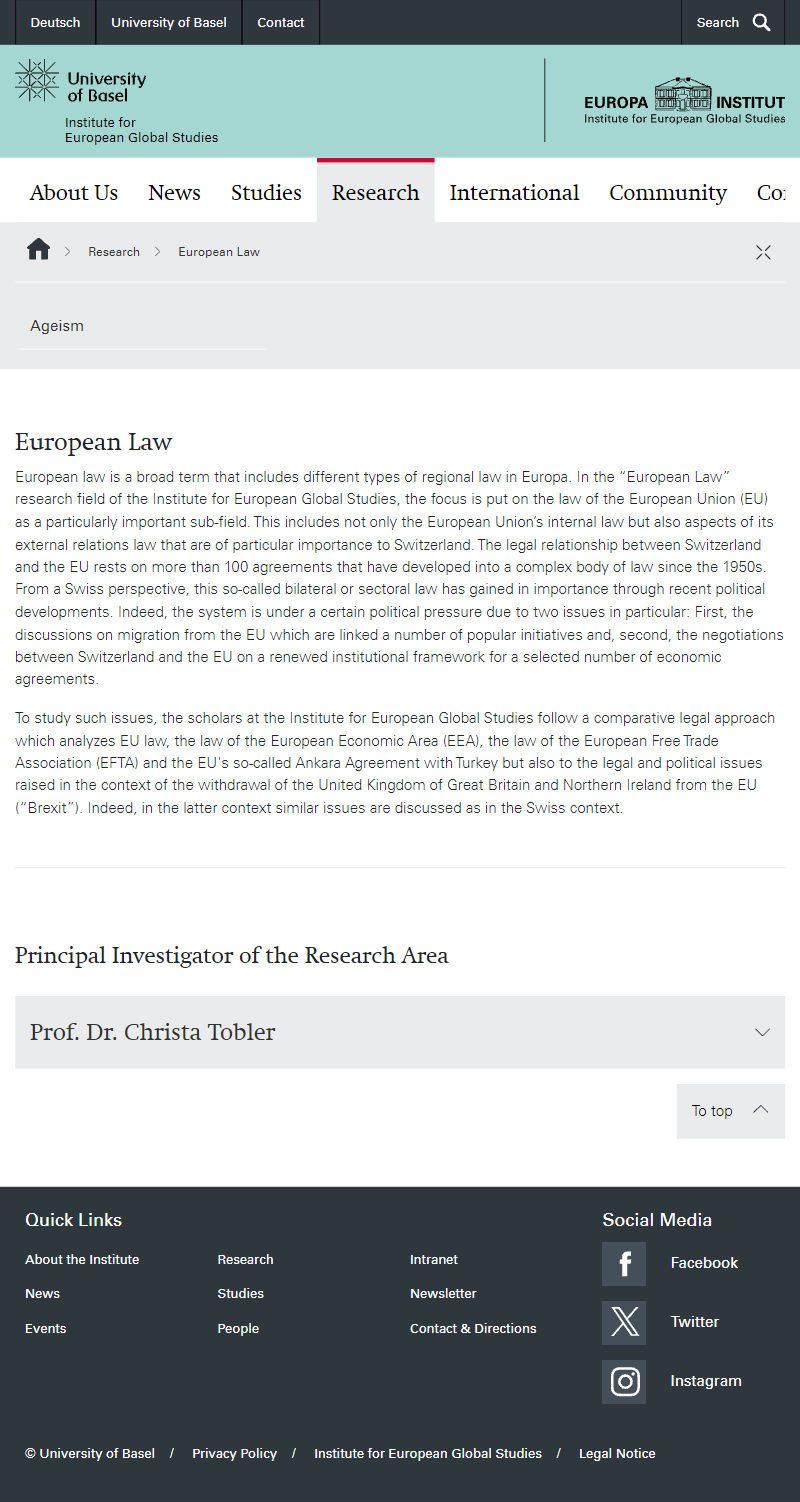 Deutsch University of Basel Contact Search
University
of Basel
Institute for
European Global Studies
EUROPA INSTITUT
Institute for European Global Studies
About Us News Studies Research International Community
Research European Law
Ageism
European Law
European law is a broad term that includes different types of regional law in Europa. In the “European Law”
research field of the Institute for European Global Studies, the focus is put on the law of the European Union (EU)
as a particularly important sub-field. This includes not only the European Union’s internal law but also aspects of its
external relations law that are of particular importance to Switzerland. The legal relationship between Switzerland
and the EU rests on more than 100 agreements that have developed into a complex body of law since the 1950s.
From a Swiss perspective, this so-called bilateral or sectoral law has gained in importance through recent political
developments. Indeed, the system is under a certain political pressure due to two issues in particular: First, the
discussions on migration from the EU which are linked a number of popular initiatives and, second, the negotiations
between Switzerland and the EU on a renewed institutional framework for a selected number of economic
agreements.
To study such issues, the scholars at the Institute for European Global Studies follow a comparative legal approach
which analyzes EU law, the law of the European Economic Area (EEA), the law of the European Free Trade
Association (EFTA) and the EU's so-called Ankara Agreement with Turkey but also to the legal and political issues
raised in the context of the withdrawal of the United Kingdom of Great Britain and Northern Ireland from the EU
(“Brexit”). Indeed, in the latter context similar issues are discussed as in the Swiss context.
Principal Investigator of the Research Area
Prof. Dr. Christa Tobler
To top
Quick Links Social Media
About the Institute Research Intranet Facebook
News Studies Newsletter Twitter
Events People Contact & Directions Instagram
© University of Basel / Privacy Policy / Institute for European Global Studies / Legal Notice